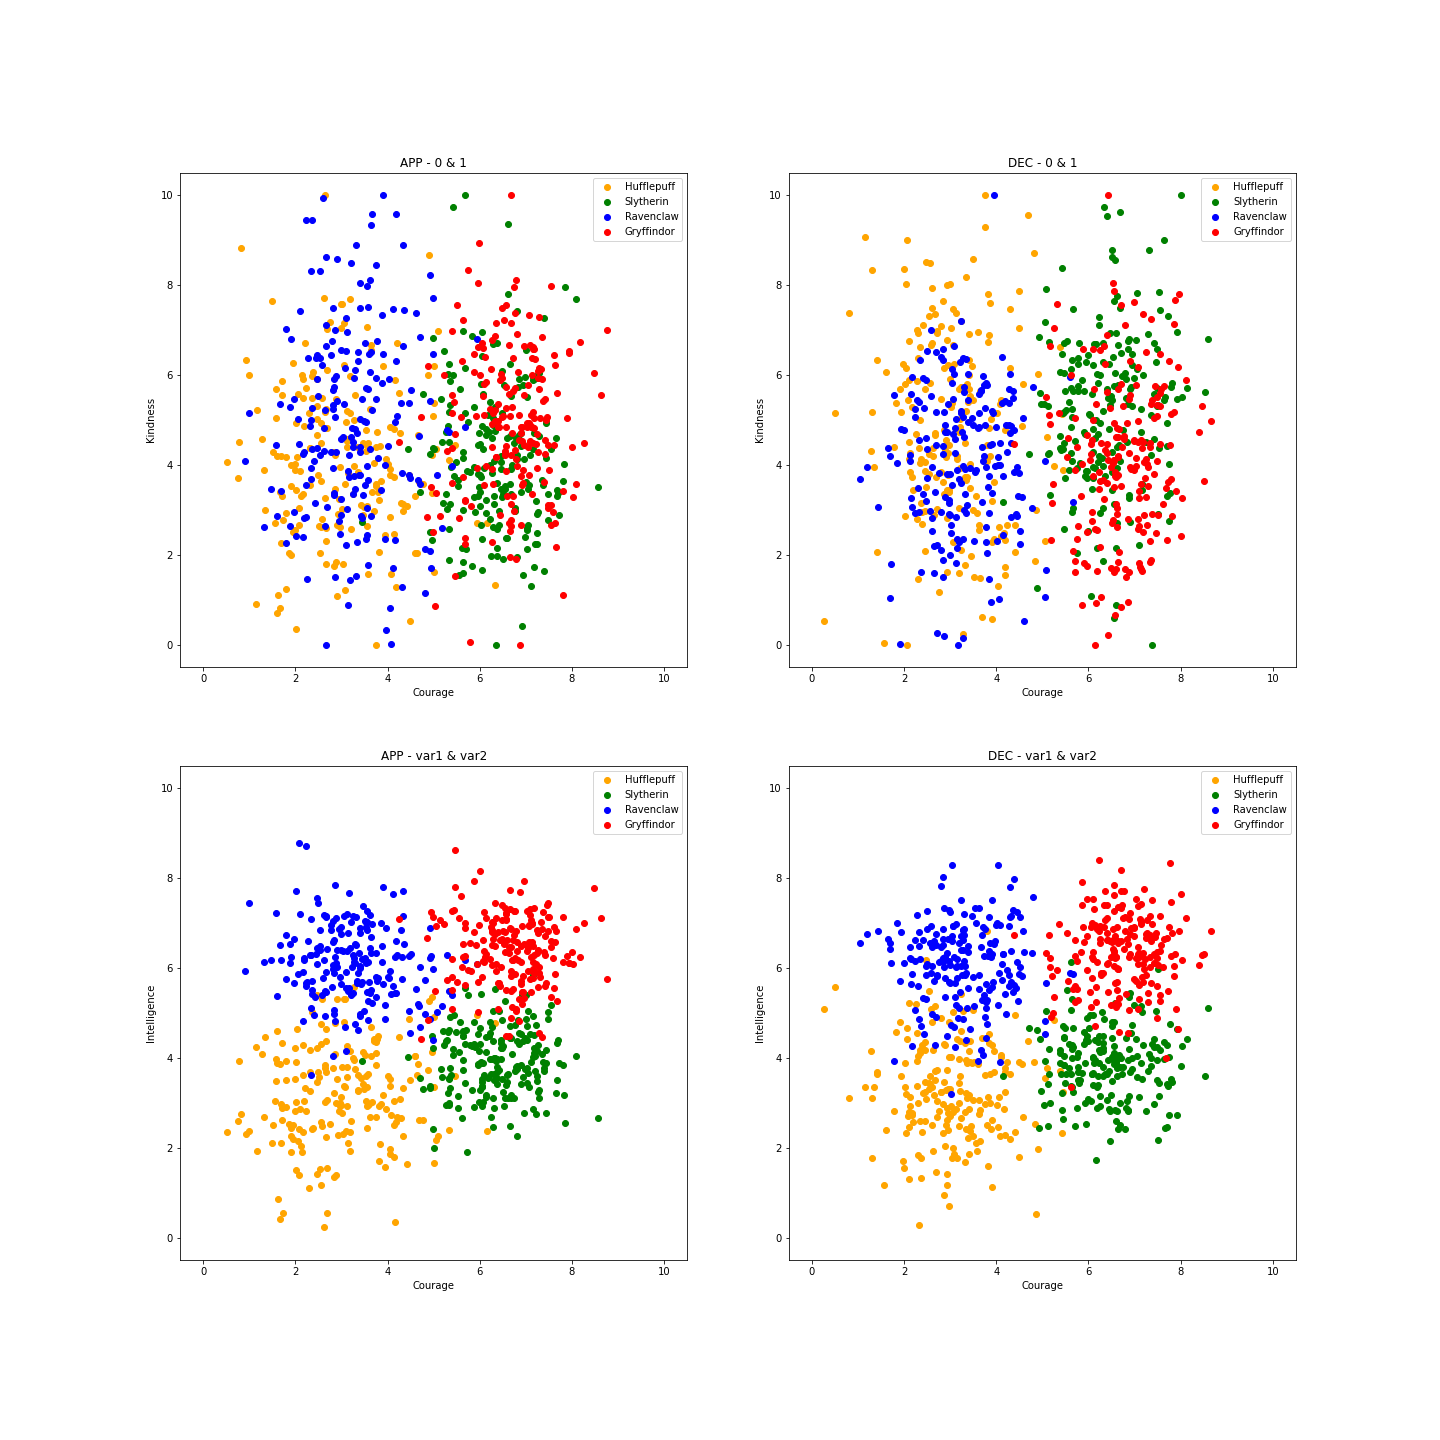 APP - 0 & 1
Hufflepuff
Slytherin
Ravenclaw
Gryffindor
10
8
6
4
2
0
Kindness
0 2 4 6 8 10
Courage
DEC - 0 & 1
Hufflepuff
Slytherin
Ravenclaw
Gryffindor
10
8
6
4
2
0
Kindness
0 2 4 6 8 10
Courage
APP - var1 & var2
Hufflepuff
Slytherin
Ravenclaw
Gryffindor
10
8
6
4
2
0
Intelligence
0 2 4 6 8 10
Courage
DEC - var1 & var2
Hufflepuff
Slytherin
Ravenclaw
Gryffindor
10
8
6
4
2
0
Intelligence
0 2 4 6 8 10
Courage